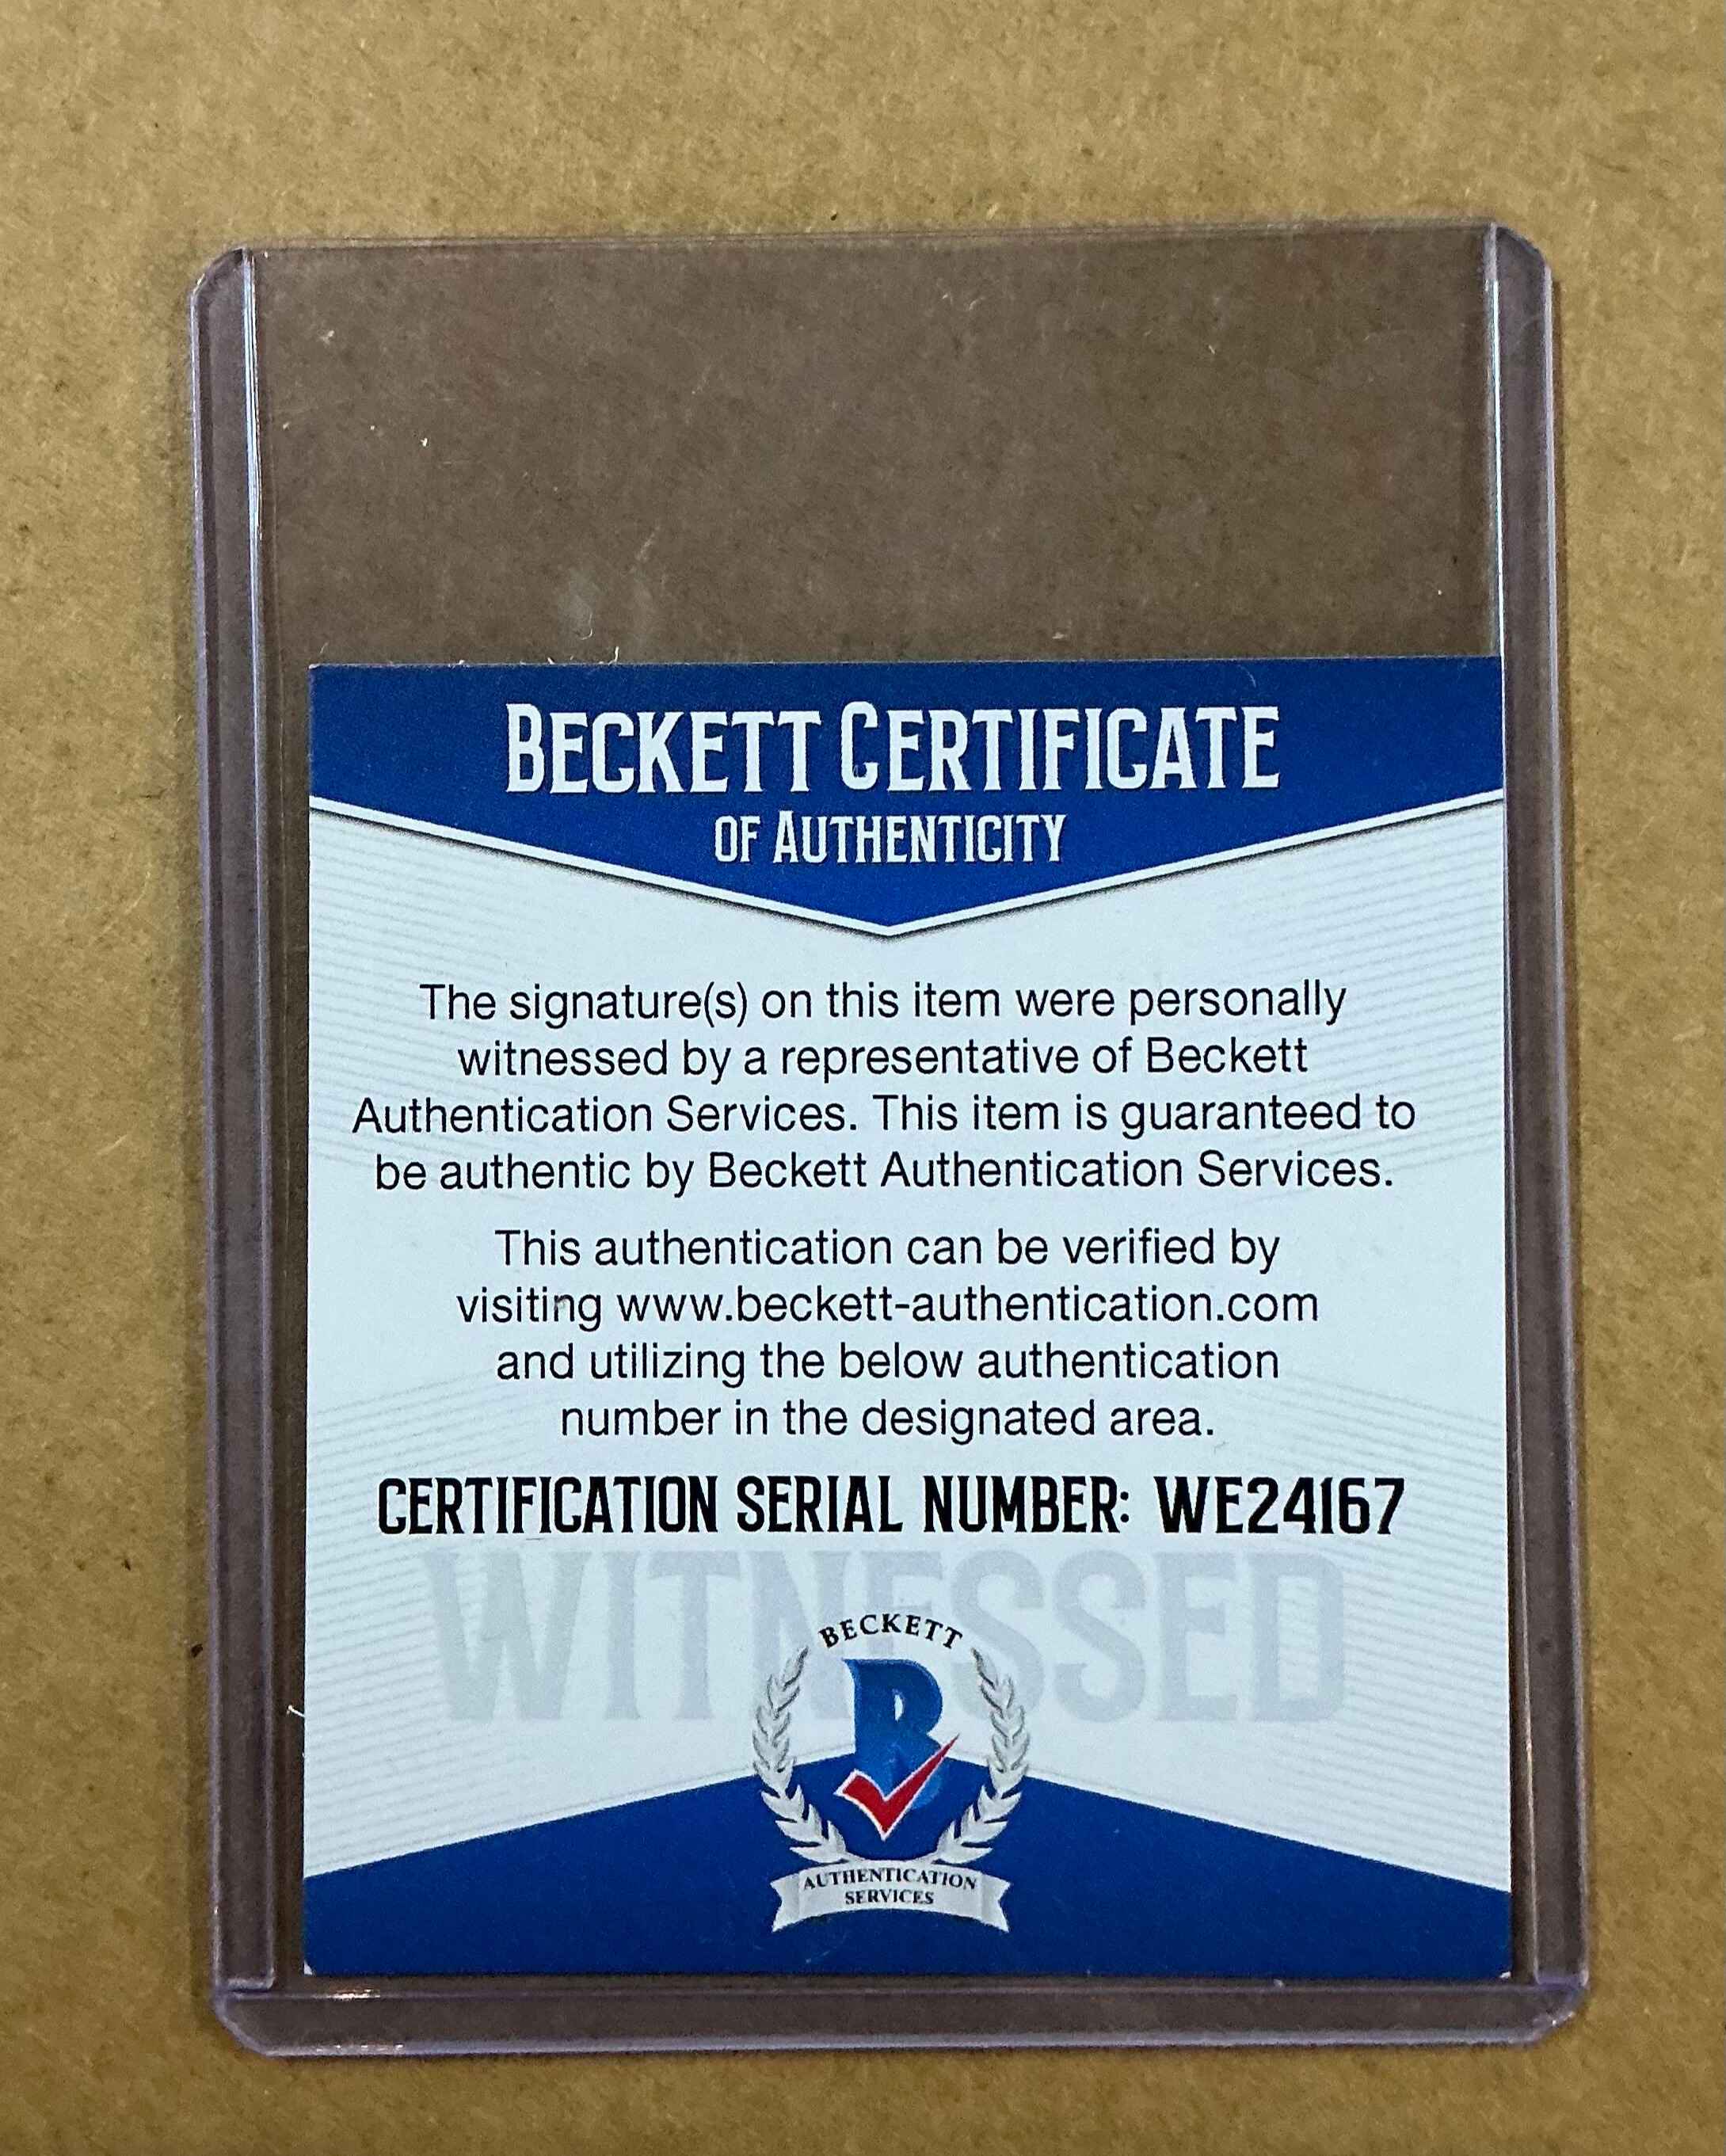 BECKETT CERTIFICATE
OF AUTHENTICITY
The signature(s) on this item were personally
witnessed by a representative of Beckett
Authentication Services. This item is guaranteed to
be authentic by Beckett Authentication Services.
This authentication can be verified by
visiting www.beckett-authentication.com
and utilizing the below authentication
number in the designated area.
CERTIFICATION SERIAL NUMBER: WE24167
WITNESSED
BECKETT
B
AUTHENTICATION
SERVICES